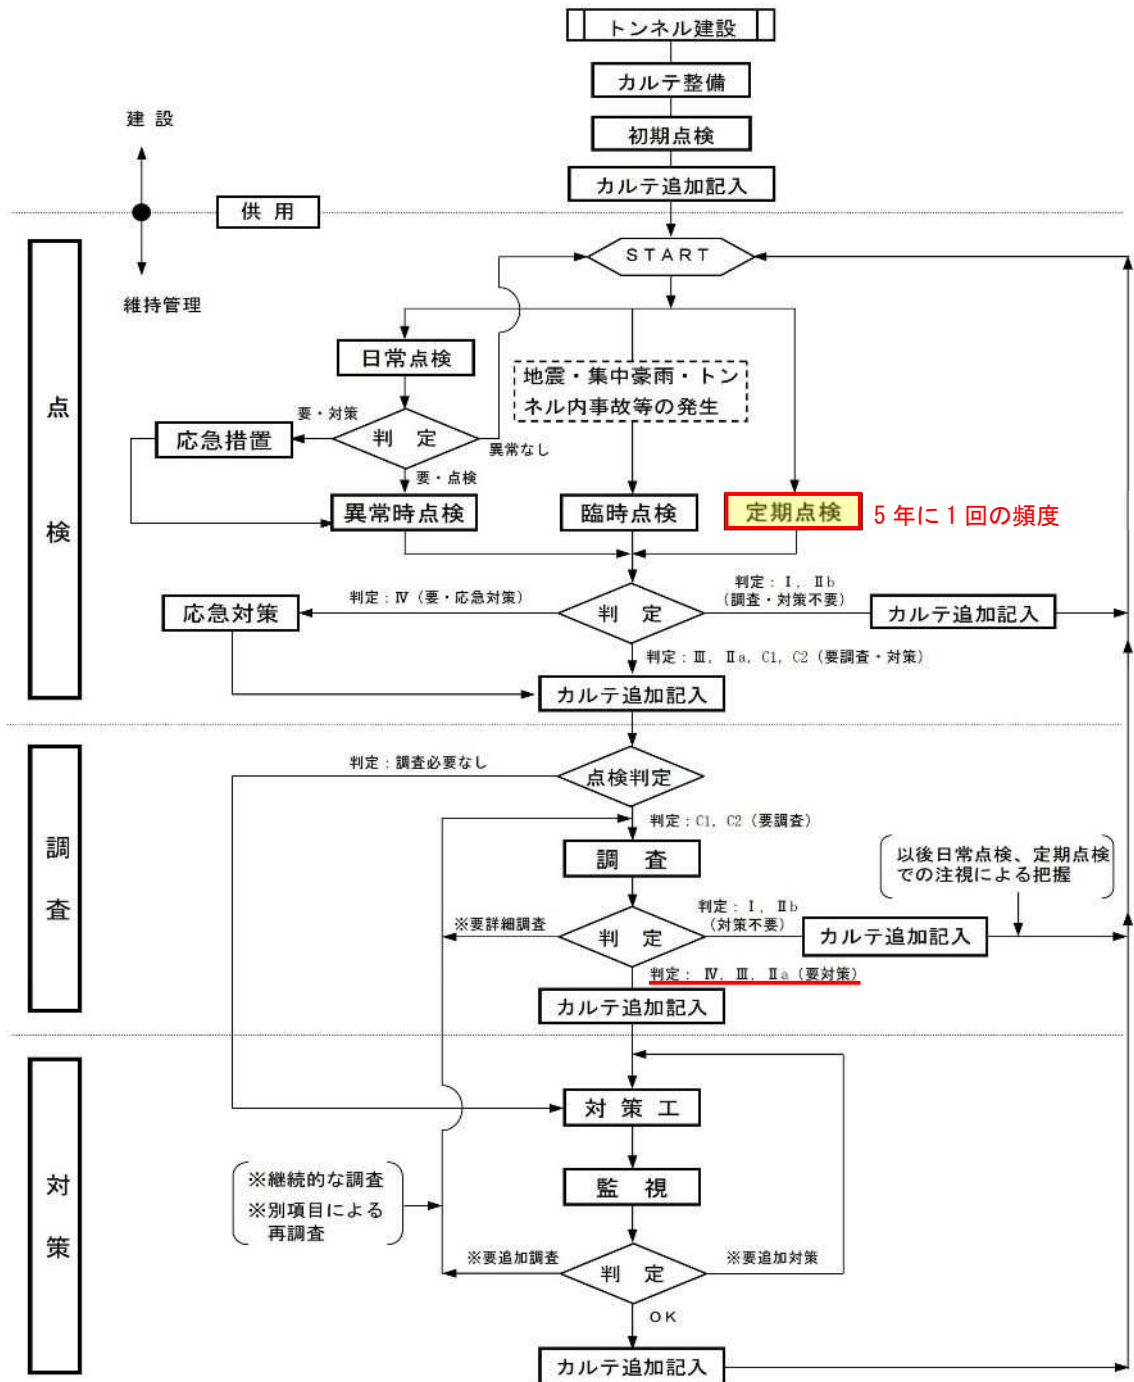 トンネル建設
カルテ整備
初期点検
カルテ追加記入
建 設
供 用
維持管理
START
点 検
日常点検
地震・集中豪雨・トン
ネル内事故等の発生
要・対策
応急措置
判 定
異常なし
要・点検
異常時点検
臨時点検
定期点検
5年に1回の頻度
判定：Ⅳ（要・応急対策）
応急対策
判 定
判定：Ⅰ, Ⅱb
（調査・対策不要）
カルテ追加記入
判定：Ⅲ, Ⅱa, C1, C2（要調査・対策）
カルテ追加記入
調 査
判定：調査必要なし
点検判定
判定：C1, C2（要調査）
調 査
以後日常点検、定期点検
での注視による把握
※要詳細調査
判 定
判定：Ⅰ, Ⅱb
（対策不要）
カルテ追加記入
判定： Ⅳ, Ⅲ, Ⅱa（要対策）
カルテ追加記入
対 策
対 策 工
※継続的な調査
※別項目による
再調査
監 視
※要追加調査
判 定
※要追加対策
OK
カルテ追加記入